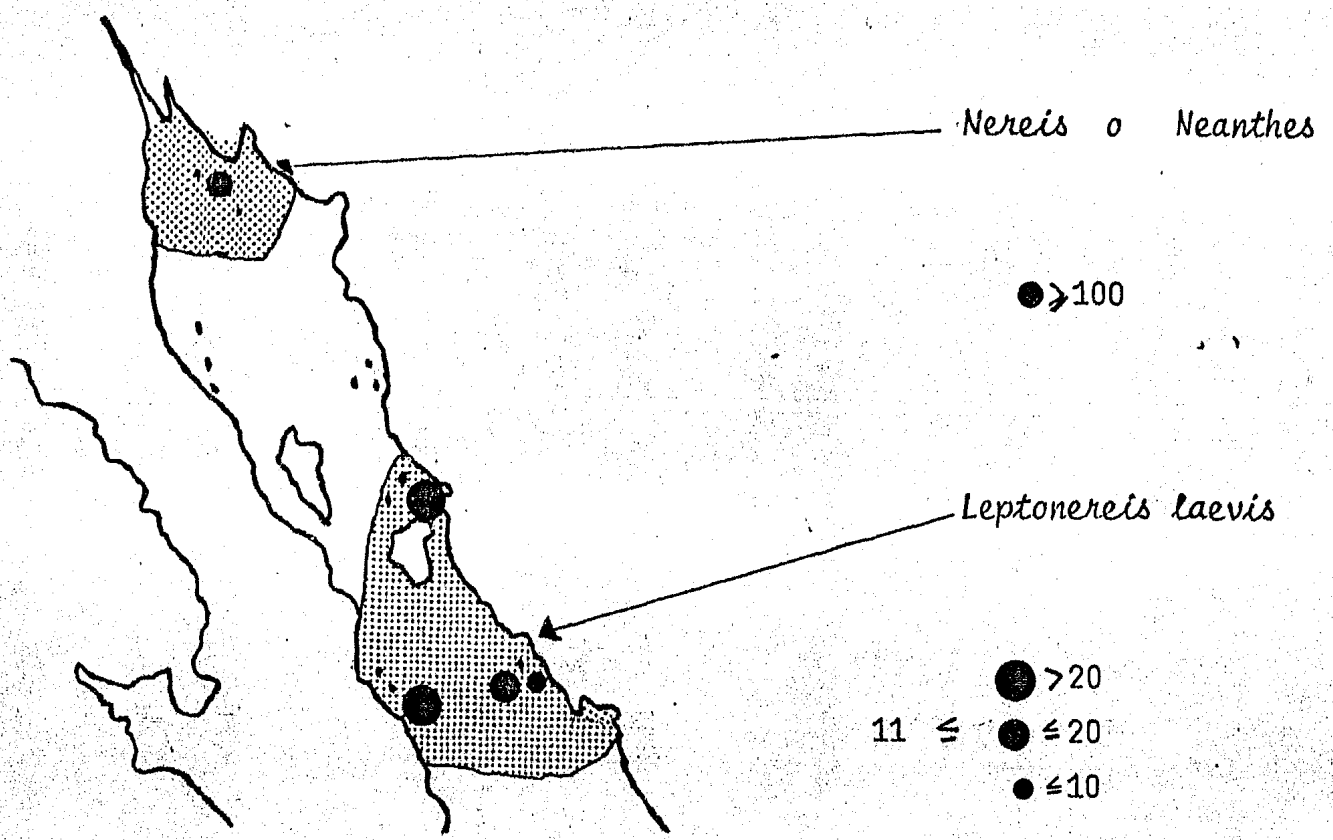 Nereis o Neanthes
⩾100
Leptonereis laevis
>20
11 ≤ ≤20
≤10